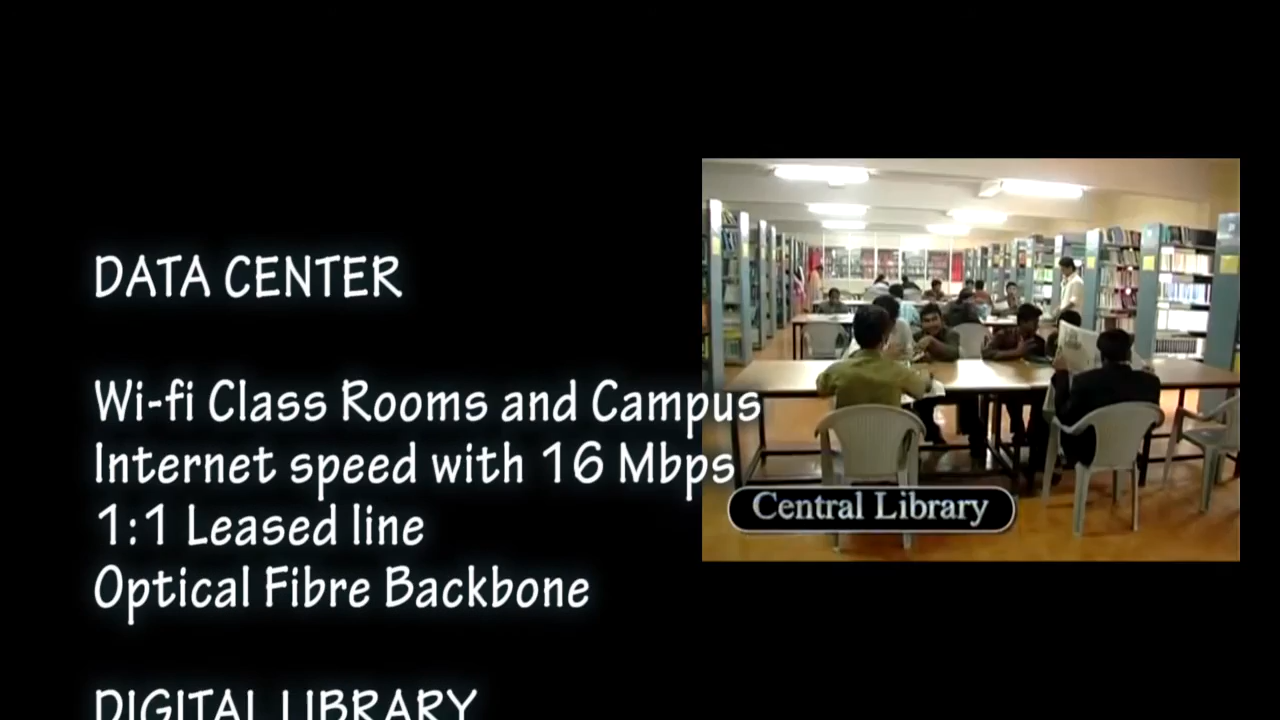 DATA CENTER
Wi-fi Class Rooms and Campus
Internet speed with 16 Mbps
1:1 Leased line
Optical Fibre Backbone
Central Library
DIGITAL LIBRARY